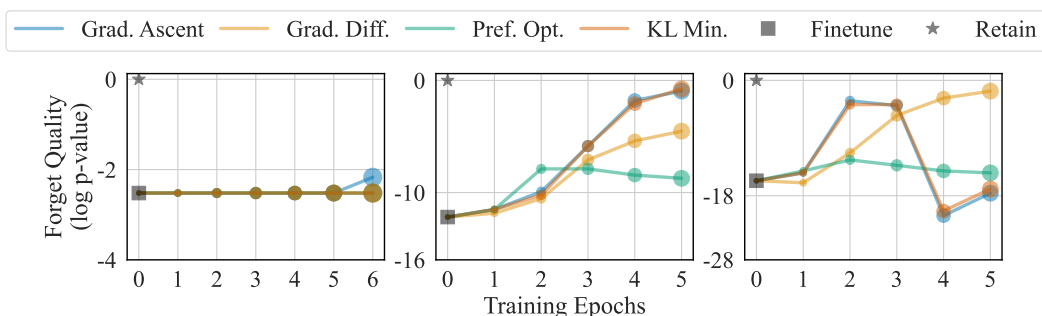 Grad. Ascent Grad. Diff. Pref. Opt. KL Min. Finetune Retain
Forget Quality
(log p-value)
0
-2
-4
0 1 2 3 4 5 6
0
-10
-16
0 1 2 3 4 5
0
-18
-28
0 1 2 3 4 5
Training Epochs